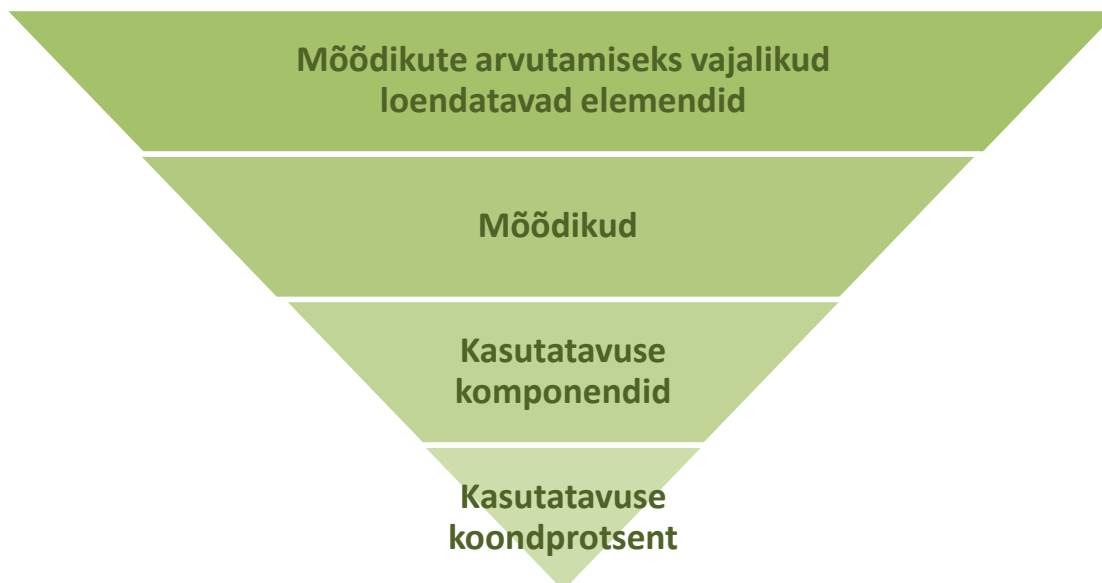 Mõõdikute arvutamiseks vajalikud
loendatavad elemendid
Mõõdikud
Kasutatavuse
komponendid
Kasutatavuse
koondprotsent